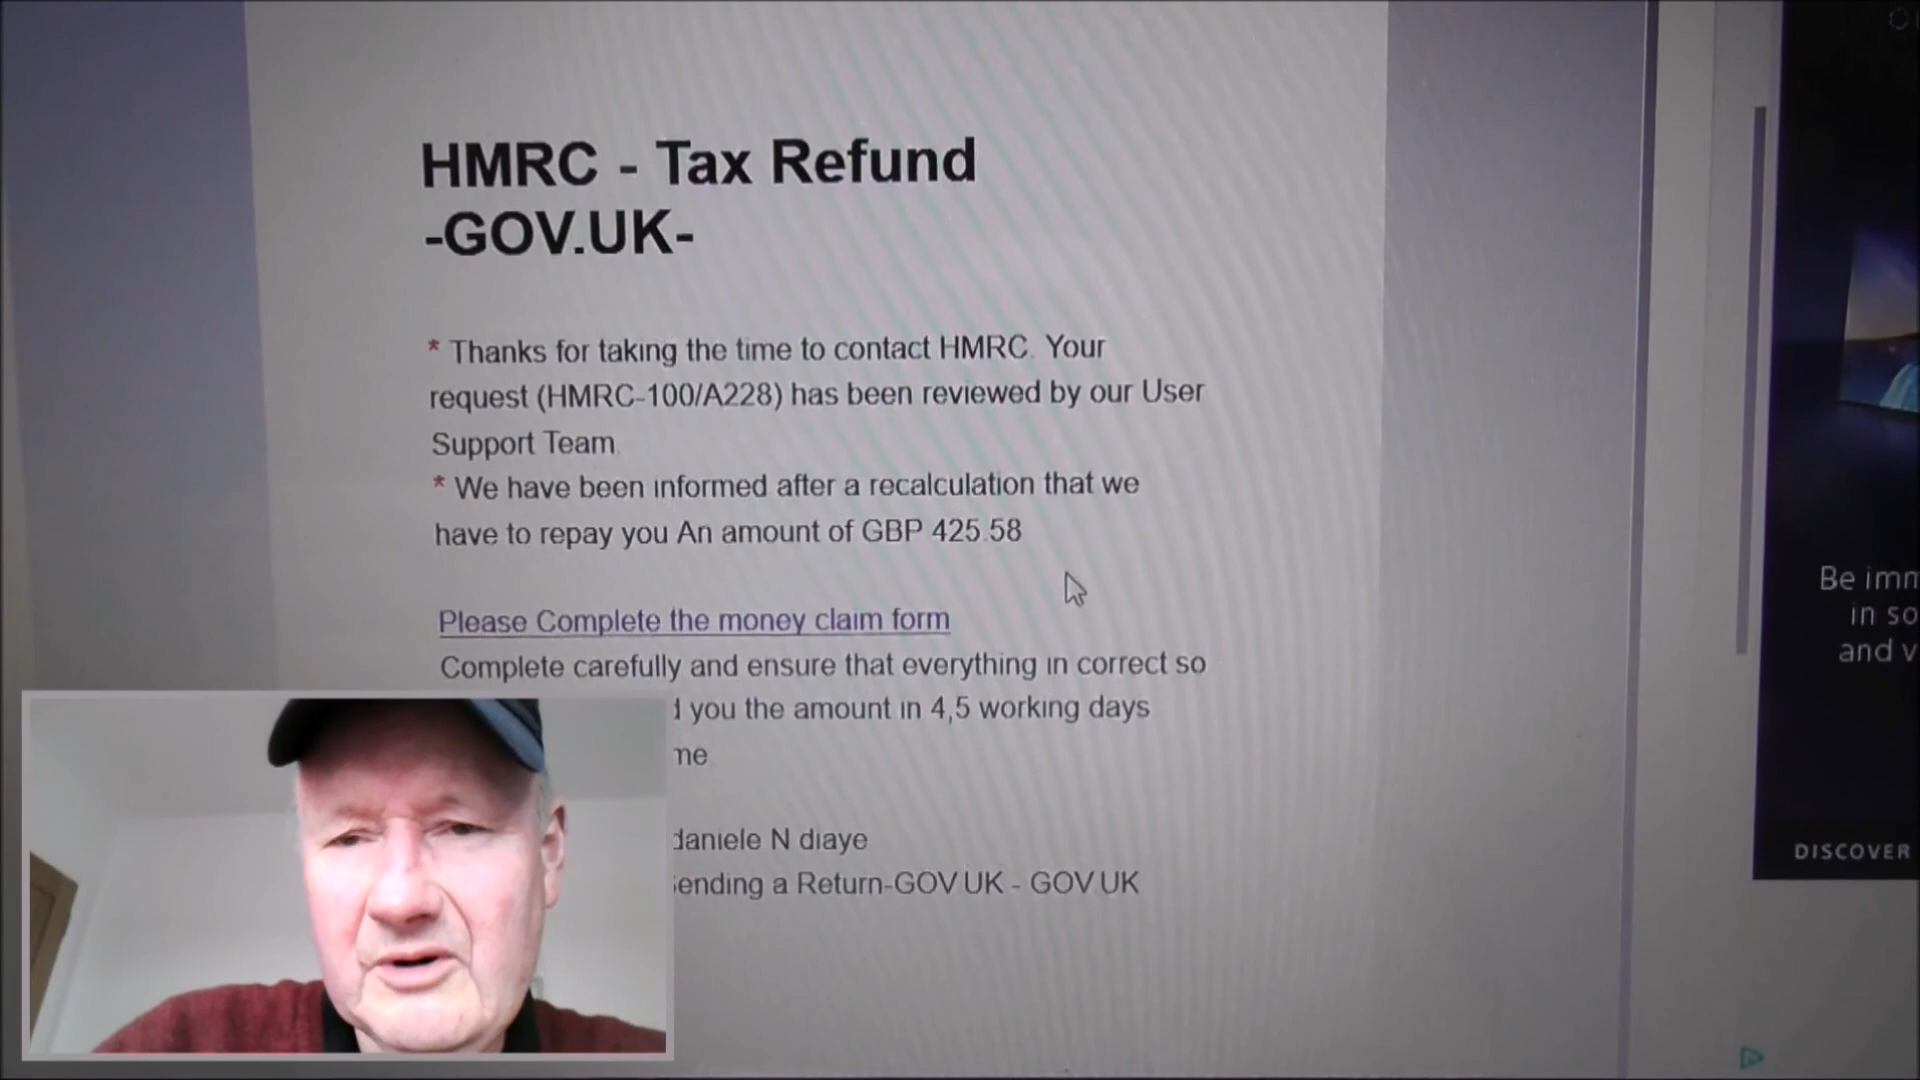 HMRC - Tax Refund
-GOV.UK-
* Thanks for taking the time to contact HMRC. Your
request (HMRC-100/A228) has been reviewed by our User
Support Team.
* We have been informed after a recalculation that we
have to repay you An amount of GBP 425.58
Please Complete the money claim form
Complete carefully and ensure that everything in correct so
you the amount in 4,5 working days
daniele N diaye
a Return-GOV.UK - GOV.UK
Be
in
and
DISCOVER